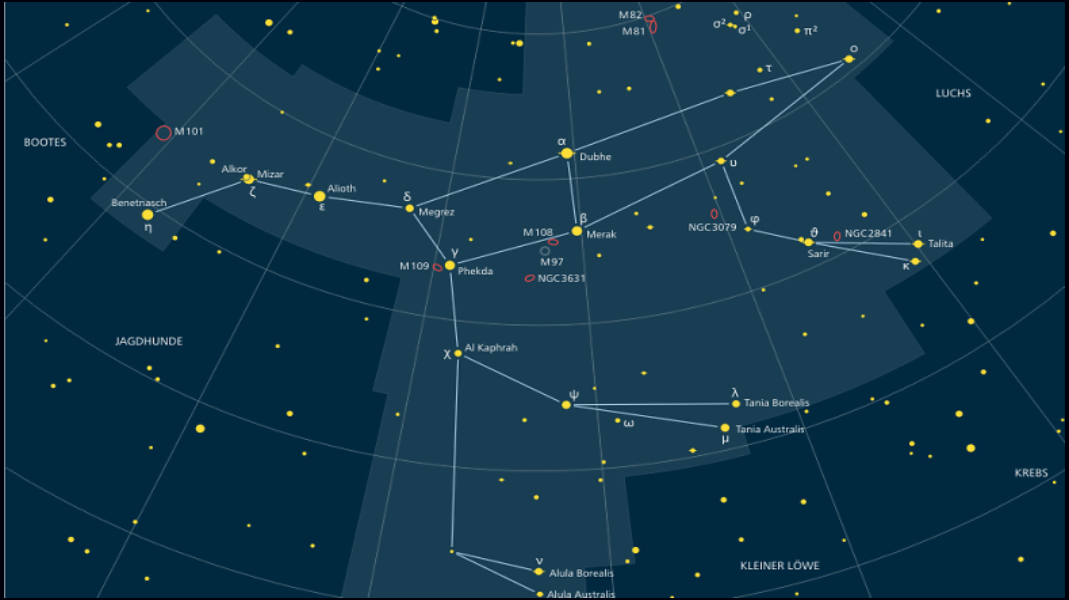 M82
M81
σ²
ρ
σ¹
π²
ο
τ
LUCHS
M101
BOOTES
α
Dubhe
υ
Alkor
Mizar
ζ
Alioth
ε
Benetnasch
η
δ
Megrez
β
Merak
M108
M97
NGC3079
φ
ϑ
Sarir
NGC2841
ι
Talita
κ
γ
Phekda
M109
NGC3631
JAGDHUNDE
χ
Al Kaphrah
ψ
ω
λ
Tania Borealis
Tania Australis
μ
KREBS
ν
Alula Borealis
Alula Australis
KLEINER LÖWE